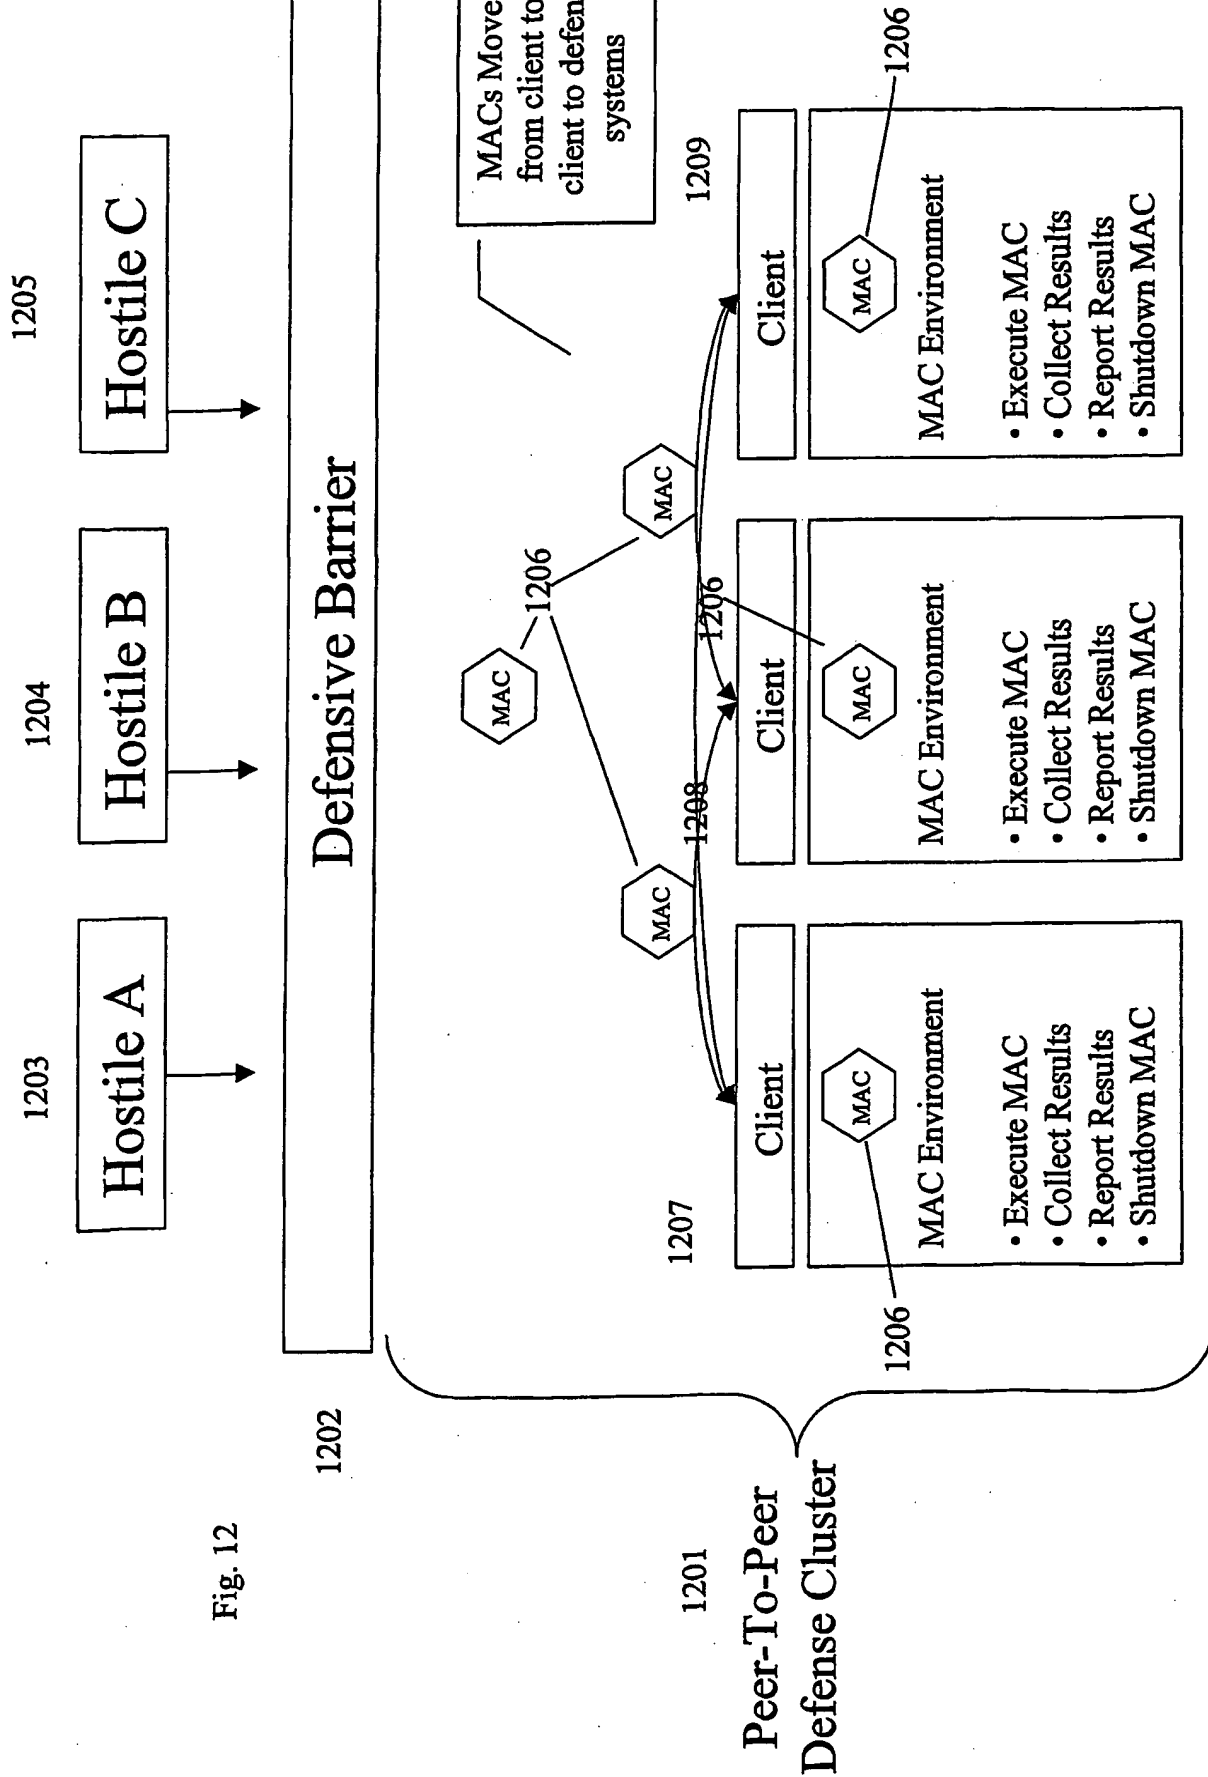 Fig. 12
1203
1204
1205
Hostile A
Hostile B
Hostile C
1202
Defensive Barrier
MACs Move
from client to
client to
systems
MAC
1206
MAC
MAC
1201
Peer-To-Peer
Defense Cluster
1207
1208
1206
1209
Client
Client
Client
1206
MAC
MAC Environment
• Execute MAC
• Collect Results
• Report Results
• Shutdown MAC
MAC
MAC Environment
• Execute MAC
• Collect Results
• Report Results
• Shutdown MAC
MAC
1206
MAC Environment
• Execute MAC
• Collect Results
• Report Results
• Shutdown MAC